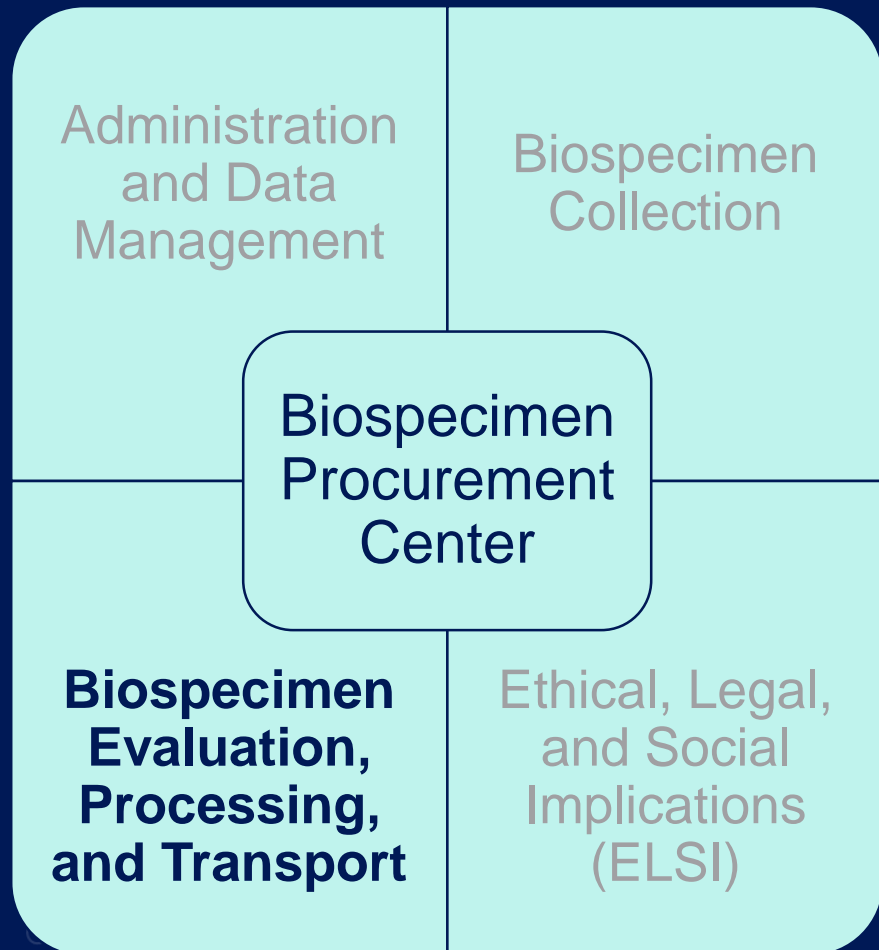 Administration
and Data
Management
Biospecimen
Collection
Biospecimen
Procurement
Center
Biospecimen
Evaluation,
Processing,
and Transport
Ethical, Legal,
and Social
Implications
(ELSI)